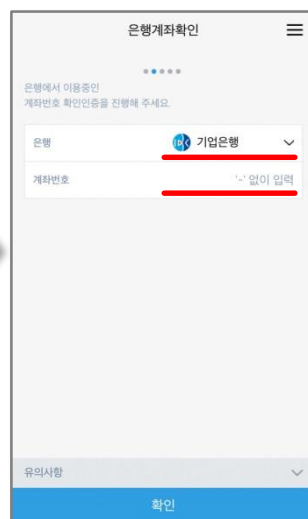 은행계좌확인
은행에서 이용중인
계좌번호 확인인증을 진행해 주세요.
은행 기업은행
계좌번호 '-' 없이 입력
유의사항
확인